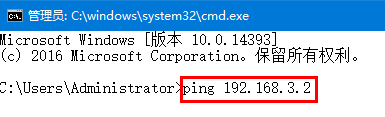 管理员: C:\windows\system32\cmd.exe
Microsoft Windows [版本 10.0.14393]
(c) 2016 Microsoft Corporation。保留所有权利。
C:\Users\Administrator>ping 192.168.3.2